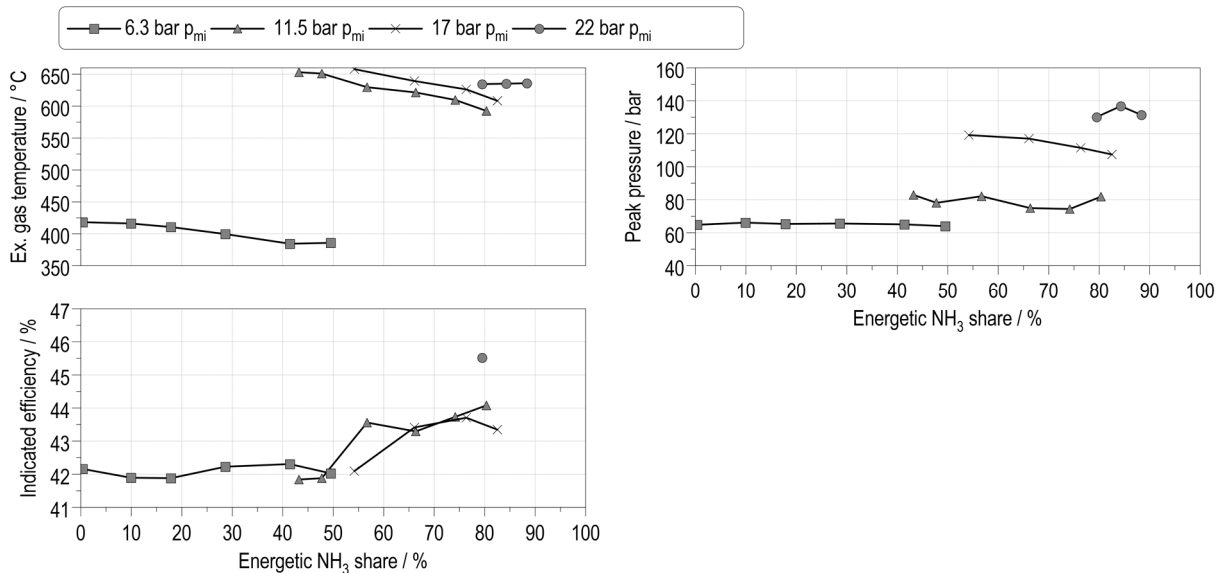 6.3 bar pmi 11.5 bar pmi 17 bar pmi 22 bar pmi
Ex. gas temperature / °C
650
600
550
500
450
400
350
Indicated efficiency / %
47
46
45
44
43
42
41
0 10 20 30 40 50 60 70 80 90 100
Energetic NH3 share / %
Peak pressure / bar
160
140
120
100
80
60
40
0 10 20 30 40 50 60 70 80 90 100
Energetic NH3 share / %